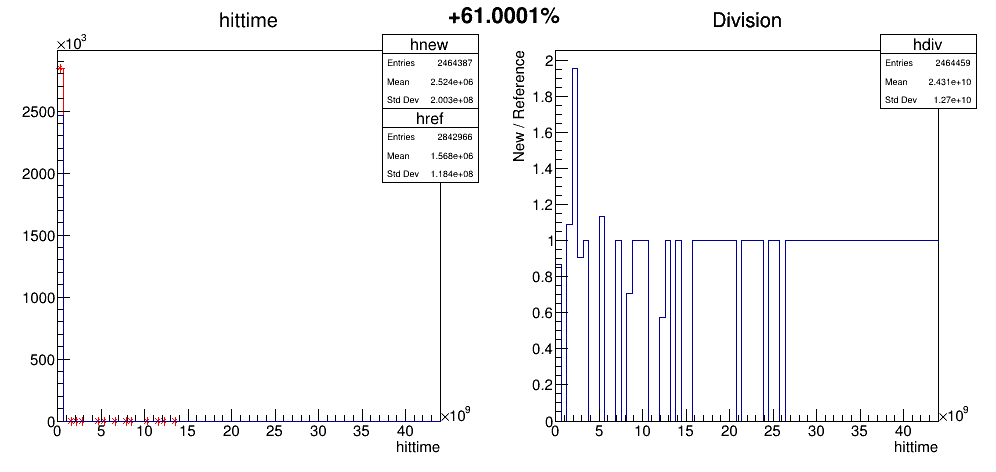 +61.0001%
hittime
×10³
hnew
Entries 2464387
Mean 2.524e+06
Std Dev 2.003e+08
href
Entries 2842966
Mean 1.568e+06
Std Dev 1.184e+08
2500
2000
1500
1000
500
0
0 5 10 15 20 25 30 35 40
×10⁹
hittime
Division
hdiv
Entries 2464459
Mean 2.431e+10
Std Dev 1.27e+10
New / Reference
2
1.8
1.6
1.4
1.2
1
0.8
0.6
0.4
0.2
0
0 5 10 15 20 25 30 35 40
×10⁹
hittime